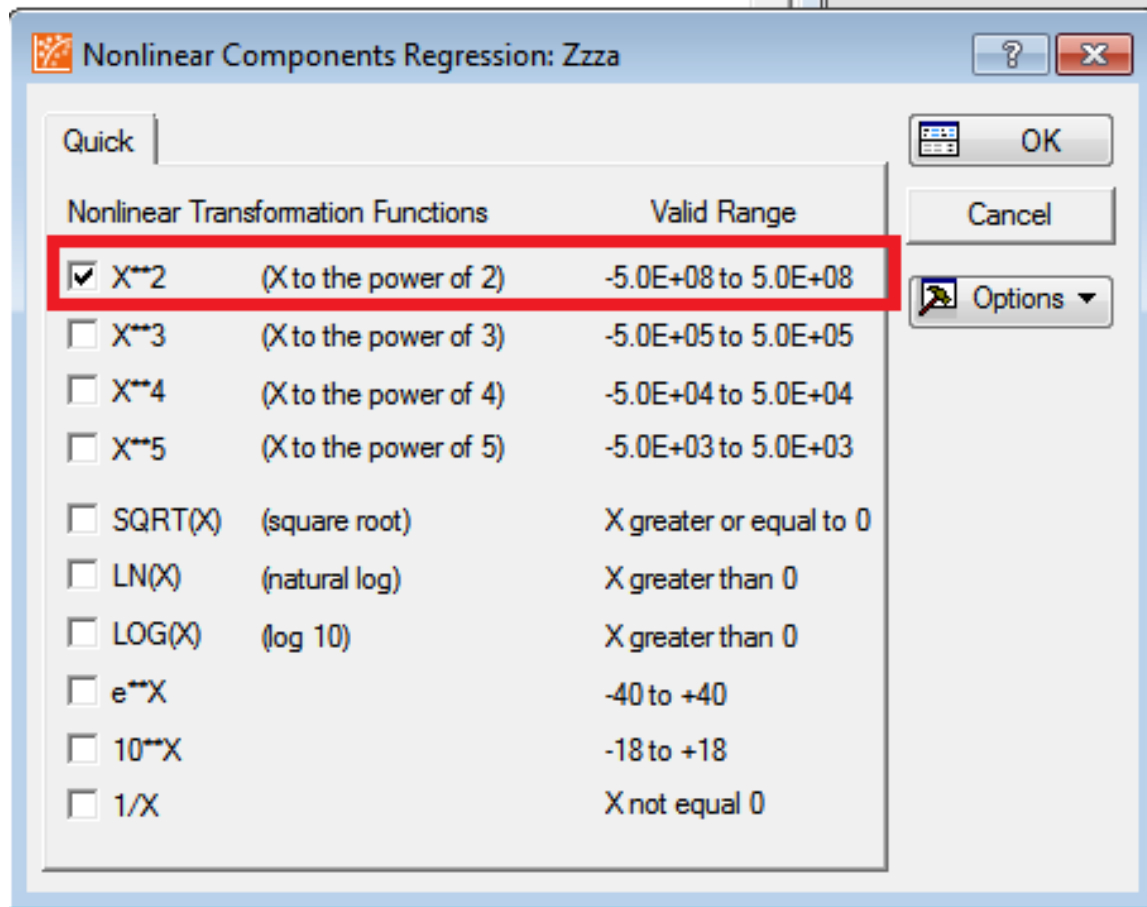 Nonlinear Components Regression: Zzza
Quick
OK
Cancel
Options
Nonlinear Transformation Functions Valid Range
X**2 (X to the power of 2) -5.0E+08 to 5.0E+08
X**3 (X to the power of 3) -5.0E+05 to 5.0E+05
X**4 (X to the power of 4) -5.0E+04 to 5.0E+04
X**5 (X to the power of 5) -5.0E+03 to 5.0E+03
SQRT(X) (square root) X greater or equal to 0
LN(X) (natural log) X greater than 0
LOG(X) (log 10) X greater than 0
e**X -40 to +40
10**X -18 to +18
1/X X not equal 0